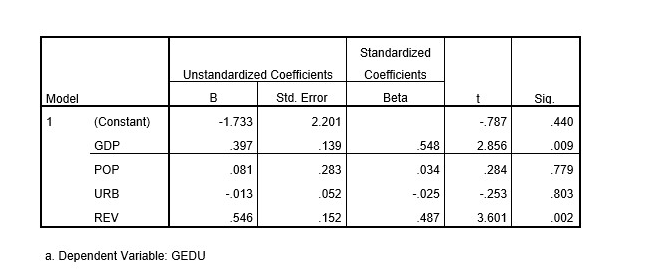 Standardized
Unstandardized Coefficients Coefficients
Model B Std. Error Beta t Sig.
1 (Constant) -1.733 2.201 -.787 .440
GDP .397 .139 .548 2.856 .009
POP .081 .283 .034 .284 .779
URB -.013 .052 -.025 -.253 .803
REV .546 .152 .487 3.601 .002
a. Dependent Variable: GEDU